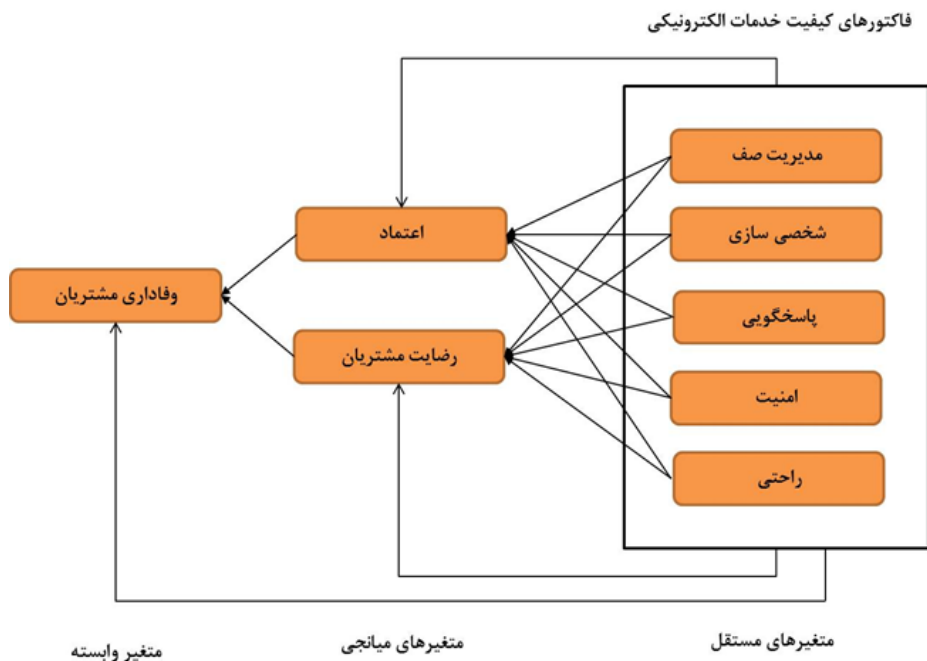 فاکتورهای کیفیت خدمات الکترونیکی
مدیریت صف
شخصی سازی
پاسخگویی
امنیت
راحتی
اعتماد
رضایت مشتریان
وفاداری مشتریان
متغیرهای مستقل
متغیرهای میانجی
متغیر وابسته